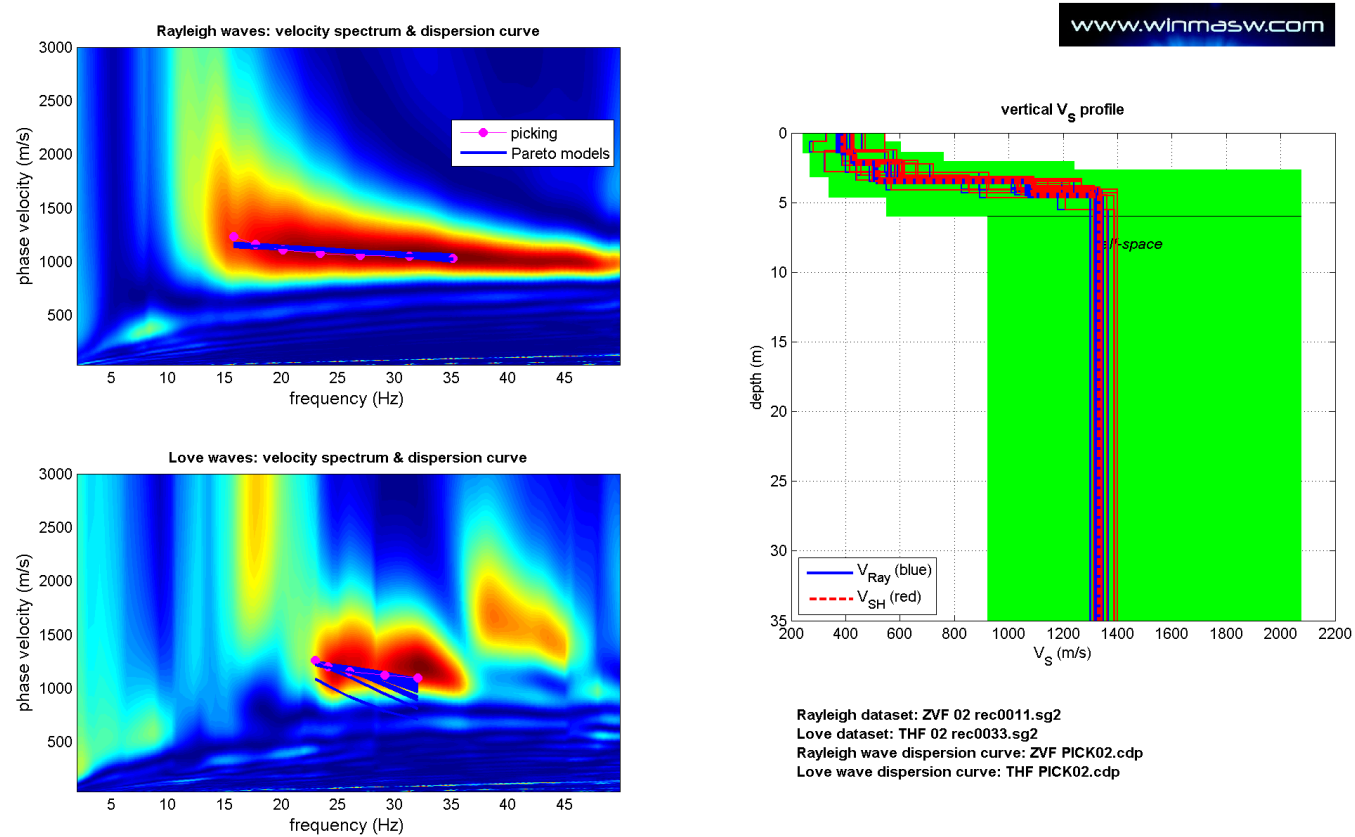 www.winmasw.com
Rayleigh waves: velocity spectrum & dispersion curve
3000
2500
2000
1500
1000
500
phase velocity (m/s)
picking
Pareto models
5 10 15 20 25 30 35 40 45
frequency (Hz)
Love waves: velocity spectrum & dispersion curve
3000
2500
2000
1500
1000
500
phase velocity (m/s)
5 10 15 20 25 30 35 40 45
frequency (Hz)
vertical VS profile
0
5
10
15
20
25
30
35
depth (m)
lf-space
VRay (blue)
VSH (red)
200 400 600 800 1000 1200 1400 1600 1800 2000 2200
VS (m/s)
Rayleigh dataset: ZVF 02 rec0011.sg2
Love dataset: THF 02 rec0033.sg2
Rayleigh wave dispersion curve: ZVF PICK02.cdp
Love wave dispersion curve: THF PICK02.cdp